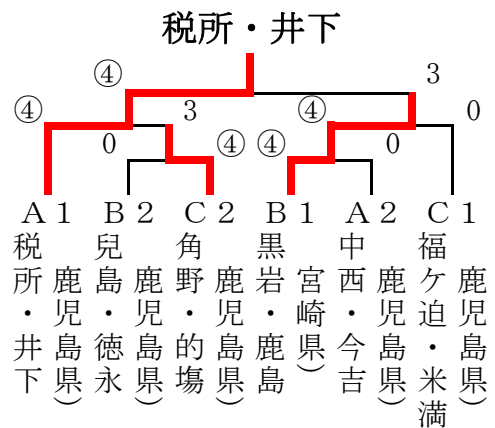 税所・井下
④
3
④
3
④
0
0
④
④
0
A1
B2
C2
B1
A2
C1
税所・井下
鹿児島県)
兒島・徳永
鹿児島県)
角野・的場
鹿児島県)
黒岩・鹿島
宮崎県)
中西・今吉
鹿児島県)
福ケ迫・米満
鹿児島県)